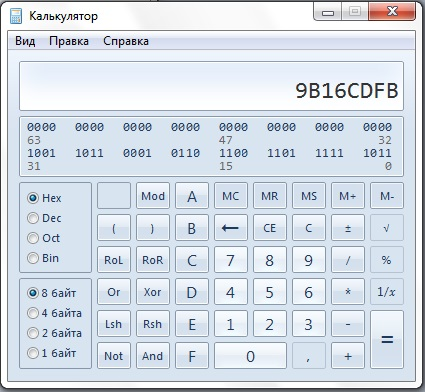 Калькулятор
Вид Правка Справка
9B16CDFB
0000 0000 0000 0000 0000 0000 0000 0000
63 47 32
1001 1011 0001 0110 1100 1101 1111 1011
31 15 0
Hex Mod A MC MR MS M+ M-
Dec ( ) B ← CE C ± √
Oct RoL RoR C 7 8 9 / %
Bin
8 байт Or Xor D 4 5 6 * 1/x
4 байта Lsh Rsh E 1 2 3 - =
2 байта
1 байт Not And F 0 , +